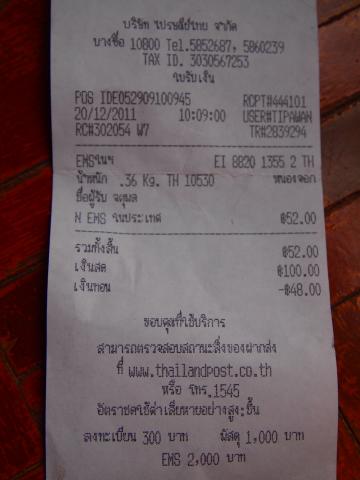 บริษัท ไปรษณีย์ไทย จำกัด
บางซื่อ 10800 Tel.5852687, 5860239
TAX ID. 3030567253
ใบรับเงิน
POS IDE052909100945 RCPT#444101
20/12/2011 10:09:00 USER#TIPAWAN
RC#302054 W7 TR#2839294
EMSในฯ EI 8820 1355 2 TH
น้ำหนัก .36 Kg. TH 10530 หนองจอก
ชื่อผู้รับ จตุพล
N EMS ในประเทศ ฿52.00
รวมทั้งสิ้น ฿52.00
เงินสด ฿100.00
เงินทอน -฿48.00
ขอบคุณที่ใช้บริการ
สามารถตรวจสอบสถานะสิ่งของฝากส่ง
ที่ www.thailandpost.co.th
หรือ โทร.1545
อัตราชดใช้ค่าเสียหายอย่างสูง:ชิ้น
ลงทะเบียน 300 บาท พัสดุ 1,000 บาท
EMS 2,000 บาท